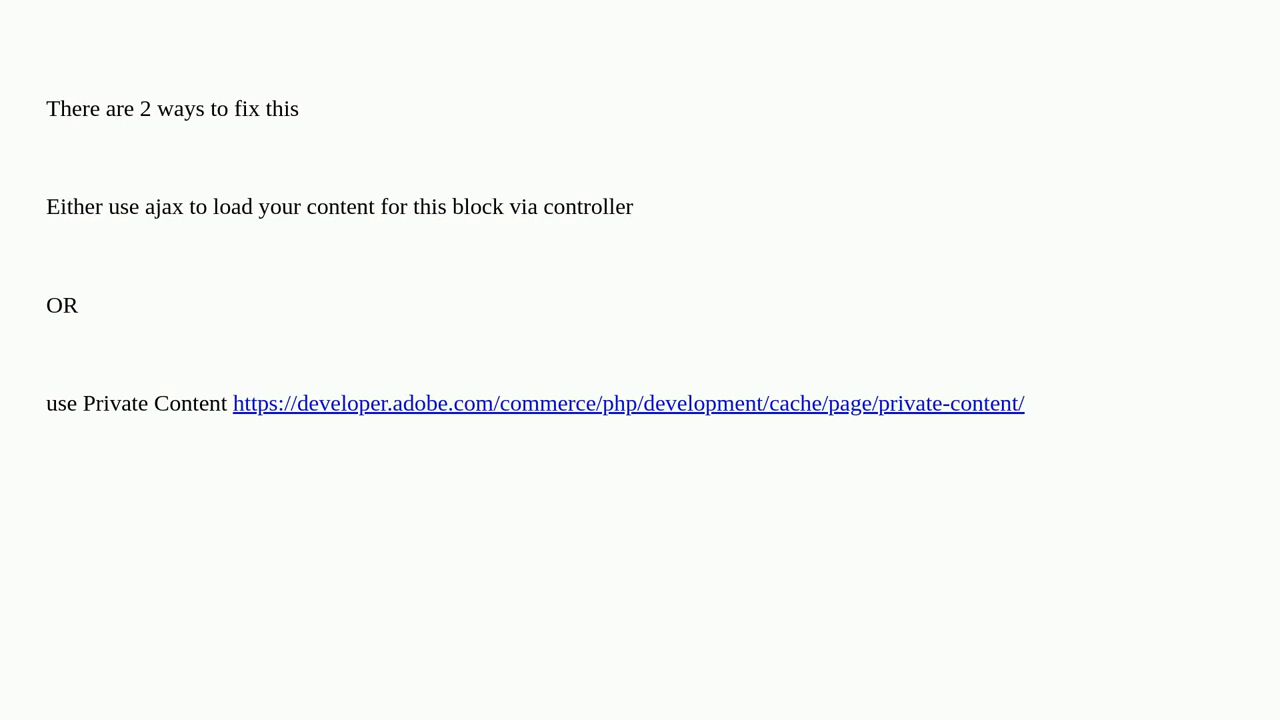 There are 2 ways to fix this
Either use ajax to load your content for this block via controller
OR
use Private Content https://developer.adobe.com/commerce/php/development/cache/page/private-content/